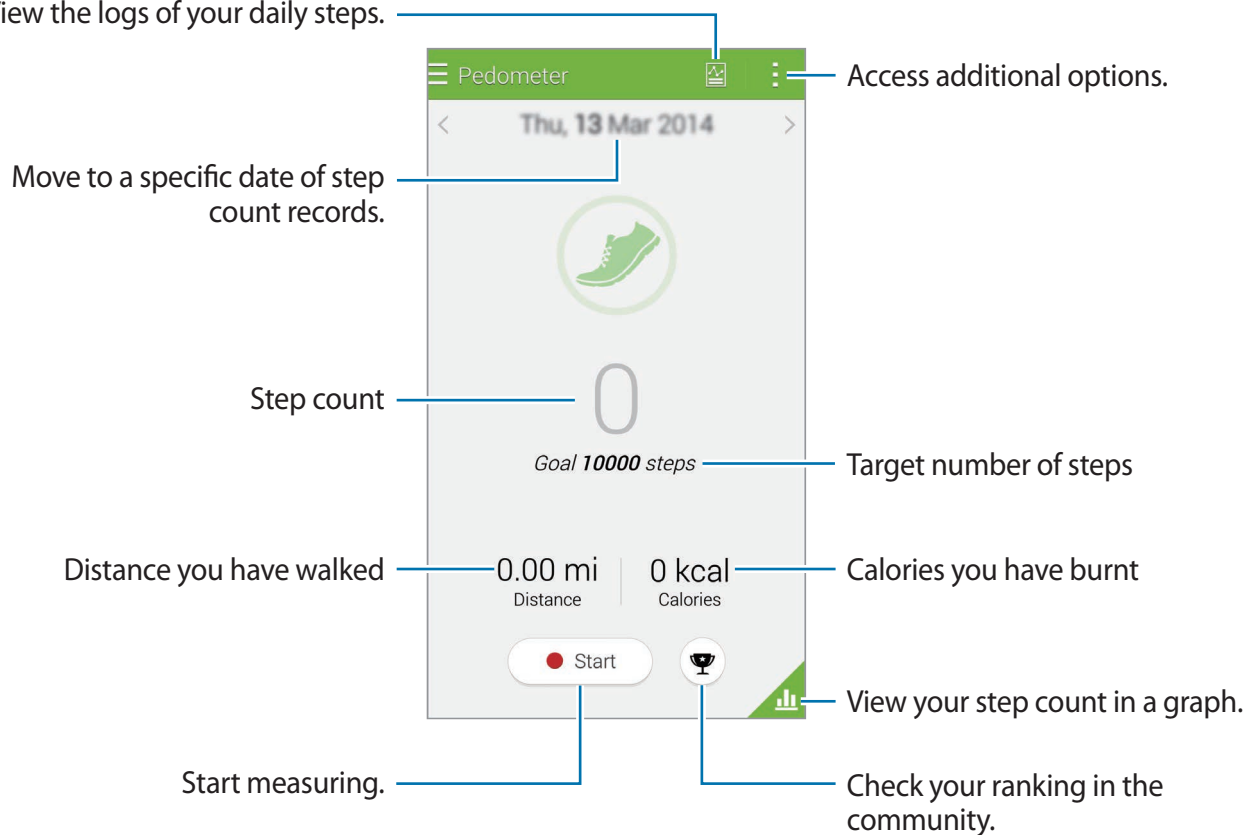 iew the logs of your daily steps.
Pedometer
Access additional options.
Thu, 13 Mar 2014
Move to a specific date of step
count records.
Step count
0
Goal 10000 steps
Target number of steps
Distance you have walked
0.00 mi
0 kcal
Calories you have burnt
Distance
Calories
Start
View your step count in a graph.
Start measuring.
Check your ranking in the
community.